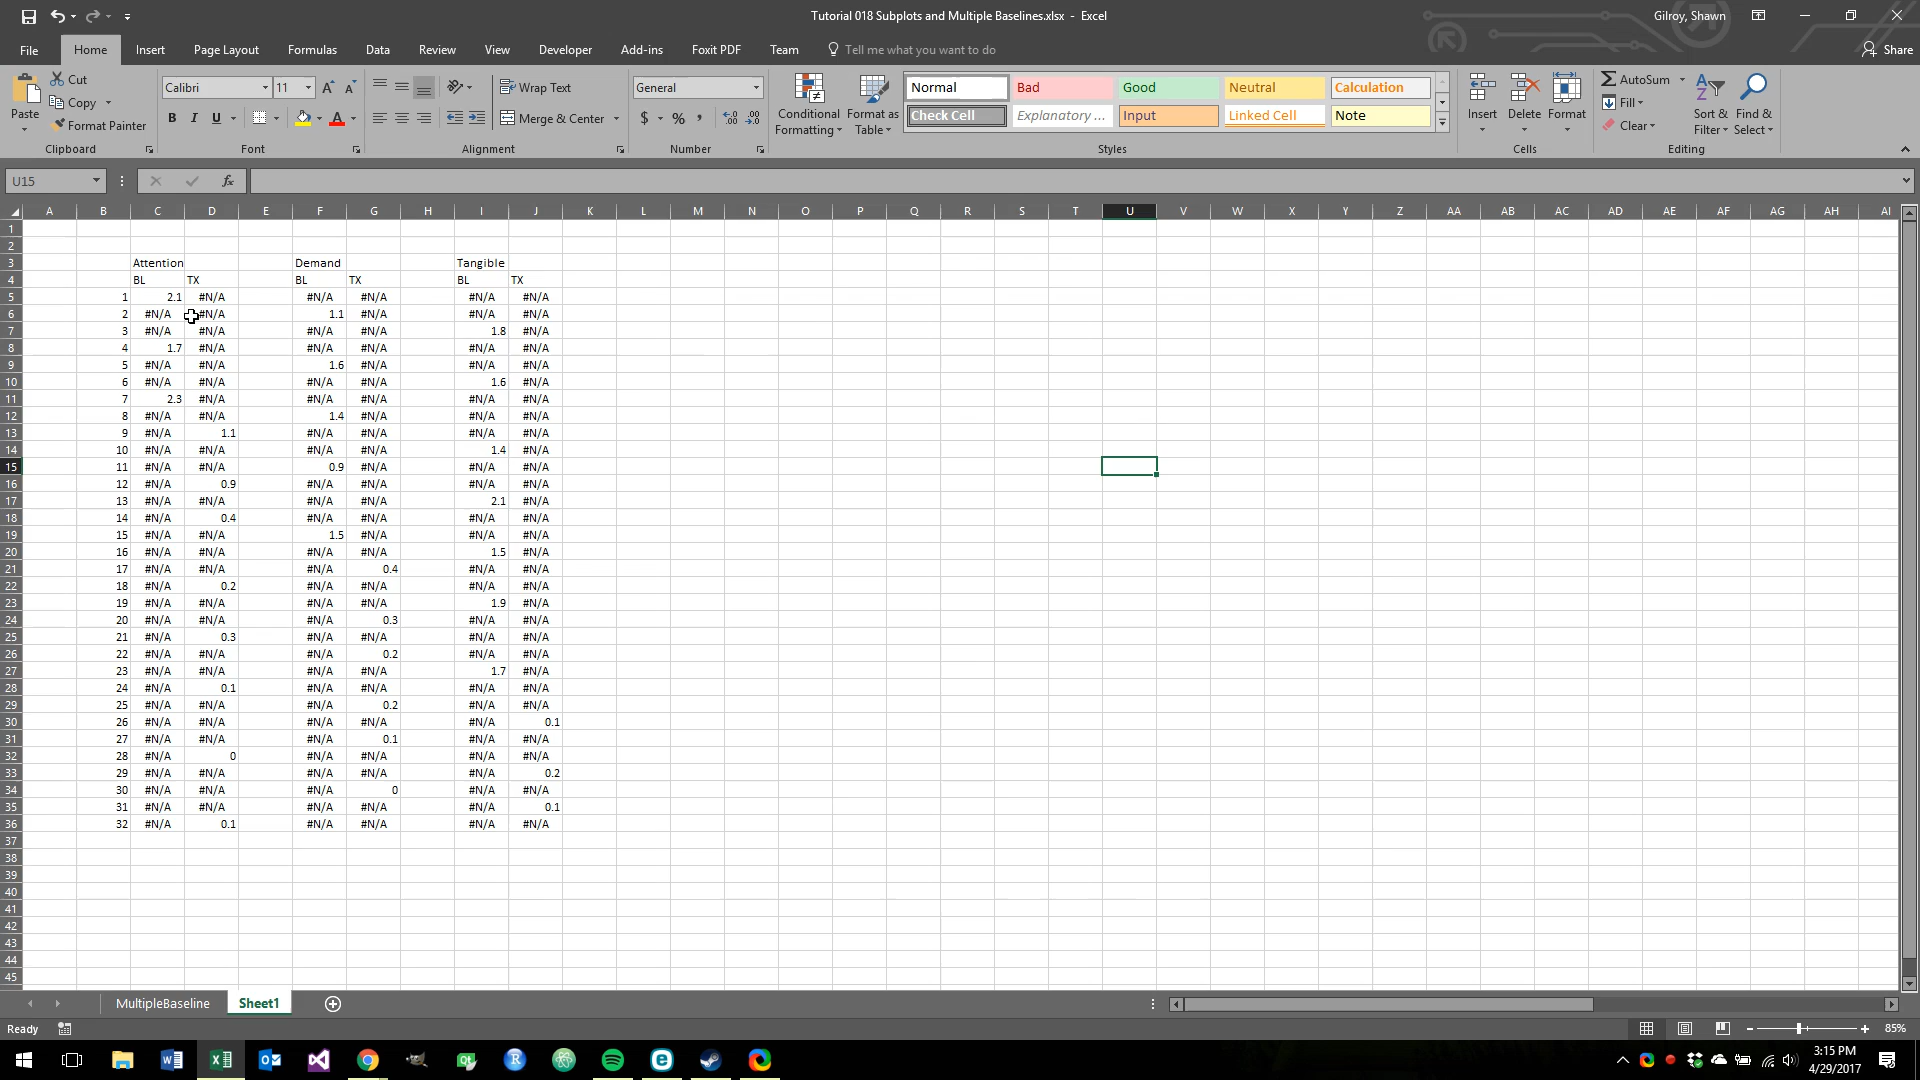 Tutorial 018 Subplots and Multiple Baselines.xlsx - Excel
Gilroy, Shawn
File Home Insert Page Layout Formulas Data Review View Developer Add-ins Foxit PDF Team Tell me what you want to do Share
Paste Cut Copy Format Painter Clipboard
Calibri 11 B I U A Font
Wrap Text Merge & Center Alignment
General $ % , Number
Conditional Formatting Format as Table
Normal Bad Good Neutral Calculation
Check Cell Explanatory ... Input Linked Cell Note
Styles
Insert Delete Format Cells
AutoSum Fill Clear Sort & Filter Find & Select Editing
U15 fx
A B C D E F G H I J K L M N O P Q R S T U V W X Y Z AA AB AC AD AE AF AG AH AI
1
2
3 Attention Demand Tangible
4 BL TX BL TX BL TX
5 1 2.1 #N/A #N/A #N/A #N/A #N/A
6 2 #N/A #N/A 1.1 #N/A #N/A #N/A
7 3 #N/A #N/A #N/A #N/A 1.8 #N/A
8 4 1.7 #N/A #N/A #N/A #N/A #N/A
9 5 #N/A #N/A 1.6 #N/A #N/A #N/A
10 6 #N/A #N/A #N/A #N/A 1.6 #N/A
11 7 2.3 #N/A #N/A #N/A #N/A #N/A
12 8 #N/A #N/A 1.4 #N/A #N/A #N/A
13 9 #N/A 1.1 #N/A #N/A #N/A #N/A
14 10 #N/A #N/A #N/A #N/A 1.4 #N/A
15 11 #N/A #N/A 0.9 #N/A #N/A #N/A
16 12 #N/A 0.9 #N/A #N/A #N/A #N/A
17 13 #N/A #N/A #N/A #N/A 2.1 #N/A
18 14 #N/A 0.4 #N/A #N/A #N/A #N/A
19 15 #N/A #N/A 1.5 #N/A #N/A #N/A
20 16 #N/A #N/A #N/A #N/A 1.5 #N/A
21 17 #N/A #N/A #N/A 0.4 #N/A #N/A
22 18 #N/A 0.2 #N/A #N/A #N/A #N/A
23 19 #N/A #N/A #N/A #N/A 1.9 #N/A
24 20 #N/A #N/A #N/A 0.3 #N/A #N/A
25 21 #N/A 0.3 #N/A #N/A #N/A #N/A
26 22 #N/A #N/A #N/A 0.2 #N/A #N/A
27 23 #N/A #N/A #N/A #N/A 1.7 #N/A
28 24 #N/A 0.1 #N/A #N/A #N/A #N/A
29 25 #N/A #N/A #N/A 0.2 #N/A #N/A
30 26 #N/A #N/A #N/A #N/A #N/A 0.1
31 27 #N/A #N/A #N/A 0.1 #N/A #N/A
32 28 #N/A 0 #N/A #N/A #N/A #N/A
33 29 #N/A #N/A #N/A #N/A #N/A 0.2
34 30 #N/A #N/A #N/A 0 #N/A #N/A
35 31 #N/A #N/A #N/A #N/A #N/A 0.1
36 32 #N/A 0.1 #N/A #N/A #N/A #N/A
37
38
39
40
41
42
43
44
45
MultipleBaseline Sheet1
Ready 85%
3:15 PM
4/29/2017